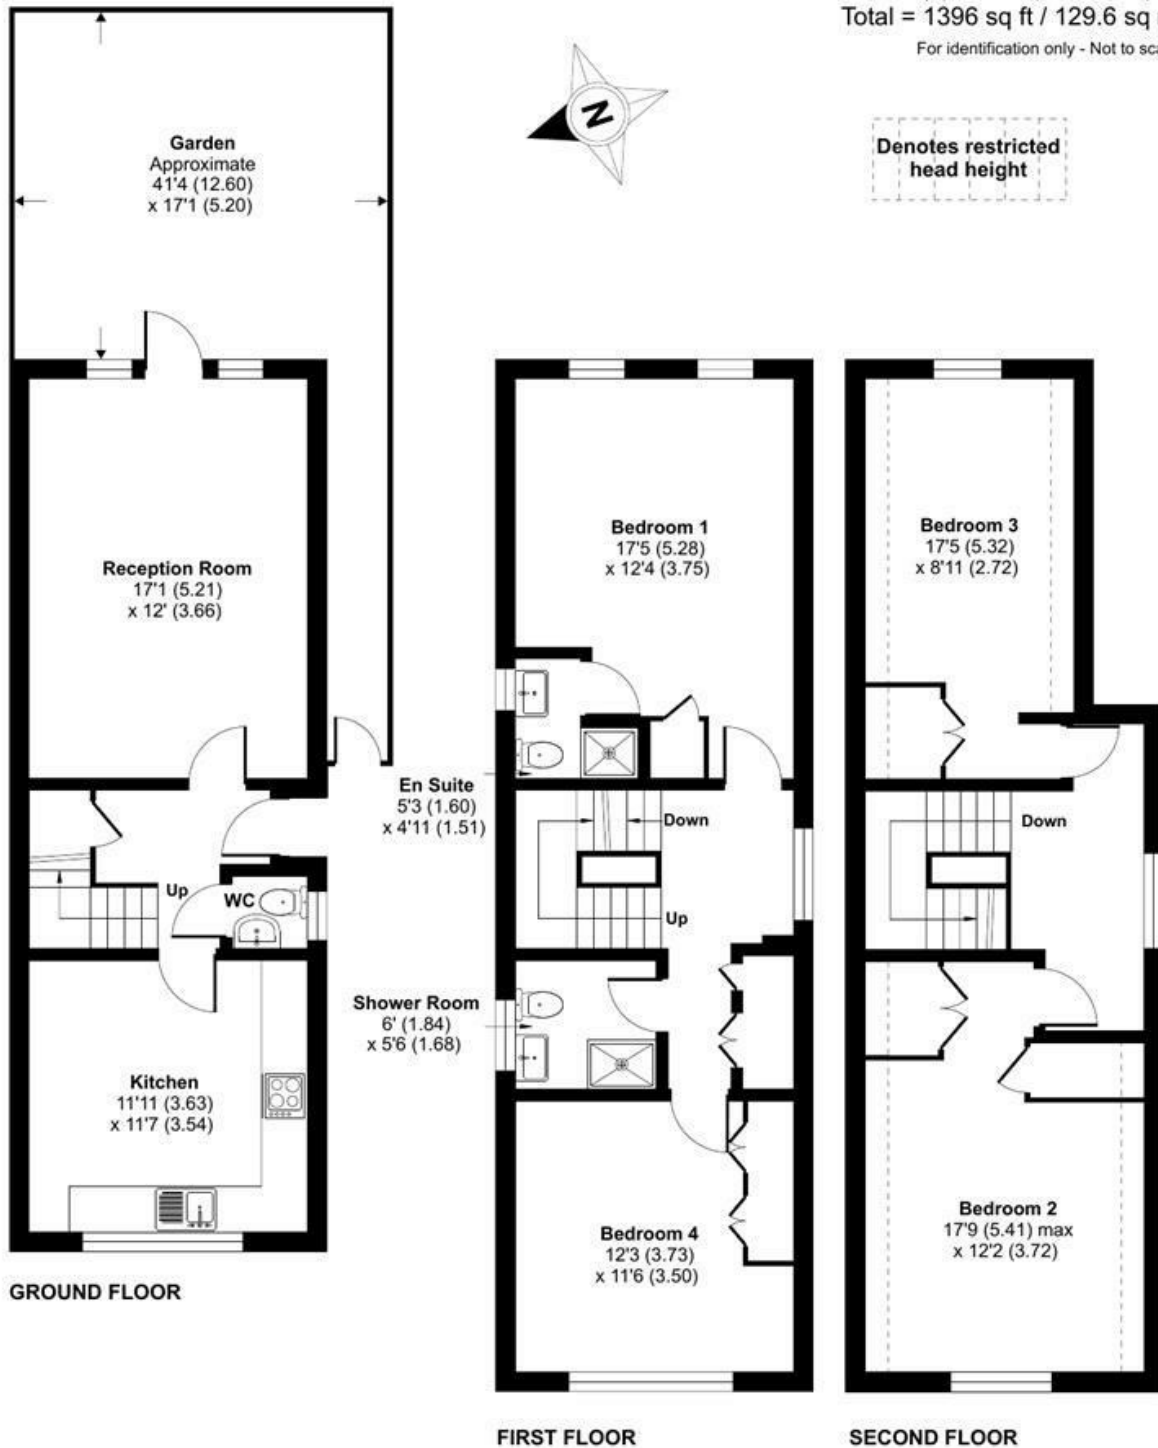 Total = 1396 sq ft / 129.6 sq
For identification only - Not to
N
Denotes restricted
head height
Garden
Approximate
41'4 (12.60)
x 17'1 (5.20)
Reception Room
17'1 (5.21)
x 12' (3.66)
Up
WC
Kitchen
11'11 (3.63)
x 11'7 (3.54)
GROUND FLOOR
Bedroom 1
17'5 (5.28)
x 12'4 (3.75)
En Suite
5'3 (1.60)
x 4'11 (1.51)
Down
Up
Shower Room
6' (1.84)
x 5'6 (1.68)
Bedroom 4
12'3 (3.73)
x 11'6 (3.50)
FIRST FLOOR
Bedroom 3
17'5 (5.32)
x 8'11 (2.72)
Down
Bedroom 2
17'9 (5.41) max
x 12'2 (3.72)
SECOND FLOOR